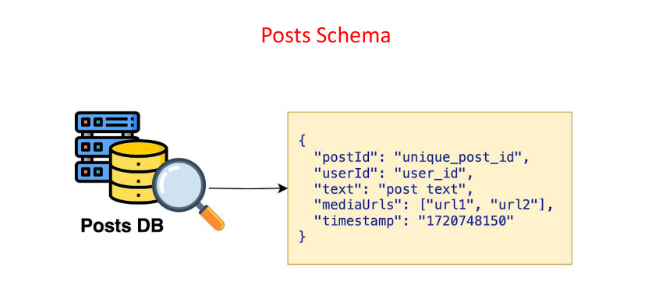 Posts Schema
{
"postId": "unique_post_id",
"userId": "user_id",
"text": "post text",
"mediaUrls": ["url1", "url2"],
"timestamp": "1720748150"
}
Posts DB